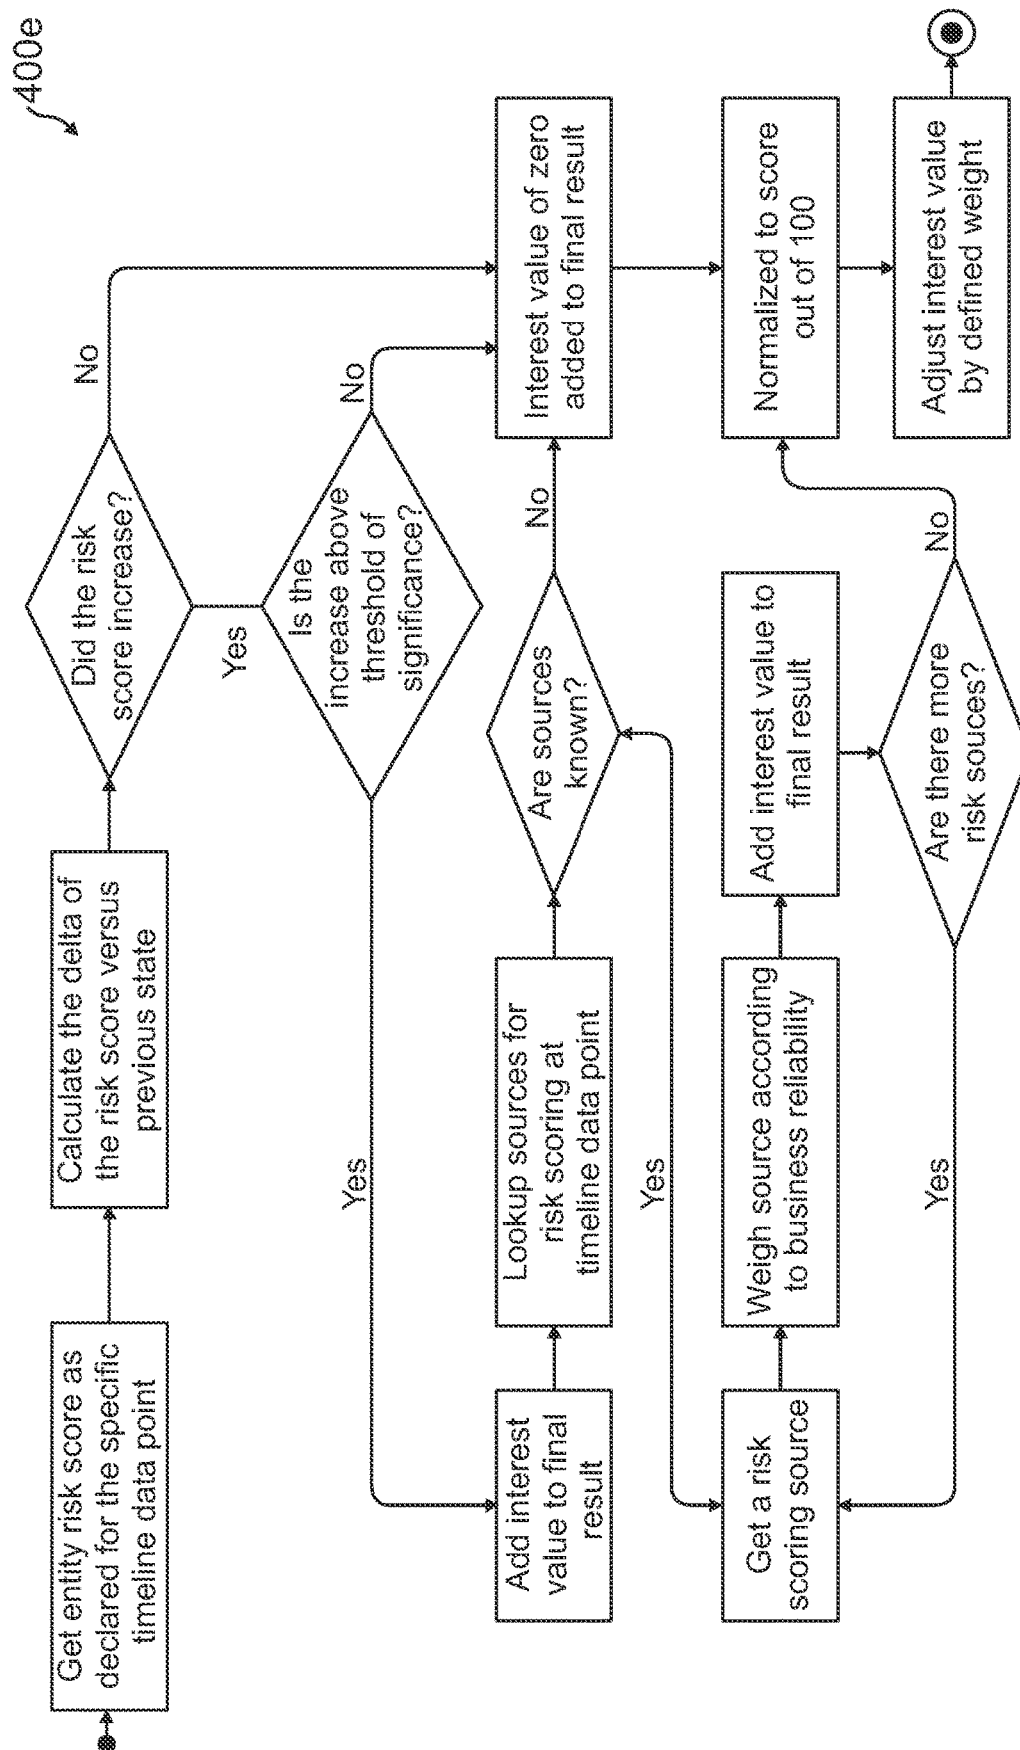 400e
Get entity risk score as
declared for the specific
timeline data point
Calculate the delta of
the risk score versus
previous state
Did the risk
score increase?
No
Yes
Is the
increase above
threshold of
significance?
No
Yes
Add interest
value to final
result
Lookup sources for
risk scoring at
timeline data point
Are sources
known?
No
Interest value of zero
added to final result
Yes
Get a risk
scoring source
Weigh source according
to business reliability
Add interest value to
final result
Are there more
risk souces?
No
Yes
Normalized to score
out of 100
Adjust interest value
by defined weight